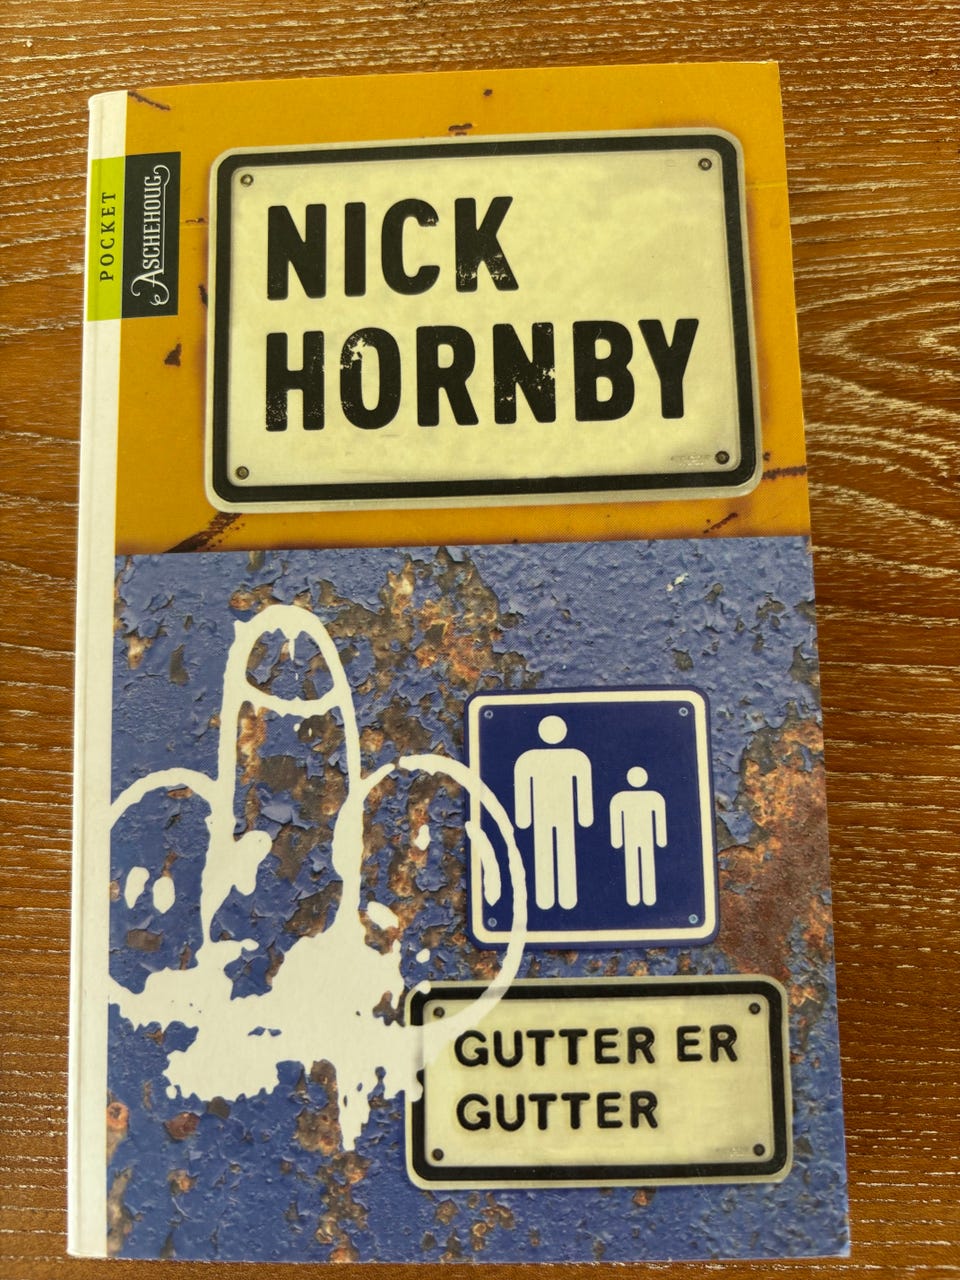 POCKET
ASCHEHOUG
NICK
HORNBY
GUTTER ER
GUTTER